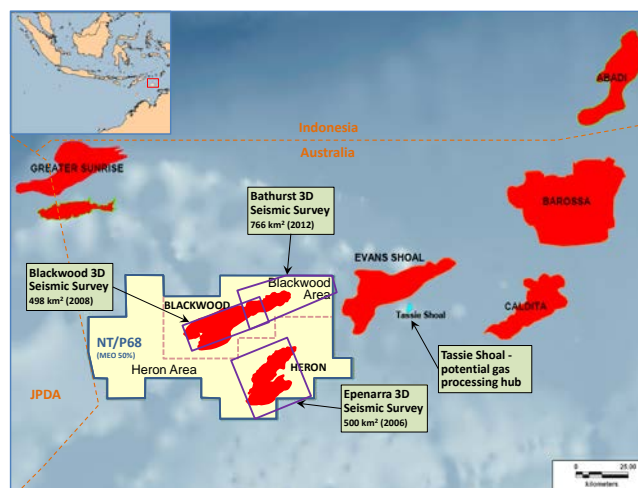 ABADI
Indonesia
Australia
GREATER SUNRISE
Bathurst 3D
Seismic Survey
766 km² (2012)
BAROSSA
EVANS SHOAL
Blackwood 3D
Seismic Survey
498 km² (2008)
Blackwood
Area
BLACKWOOD
CALDITA
Tassie Shoal
NT/P68
(MEO 50%)
Heron Area
HERON
Tassie Shoal -
potential gas
processing hub
JPDA
Epenarra 3D
Seismic Survey
500 km² (2006)
0 25.00
kilometers